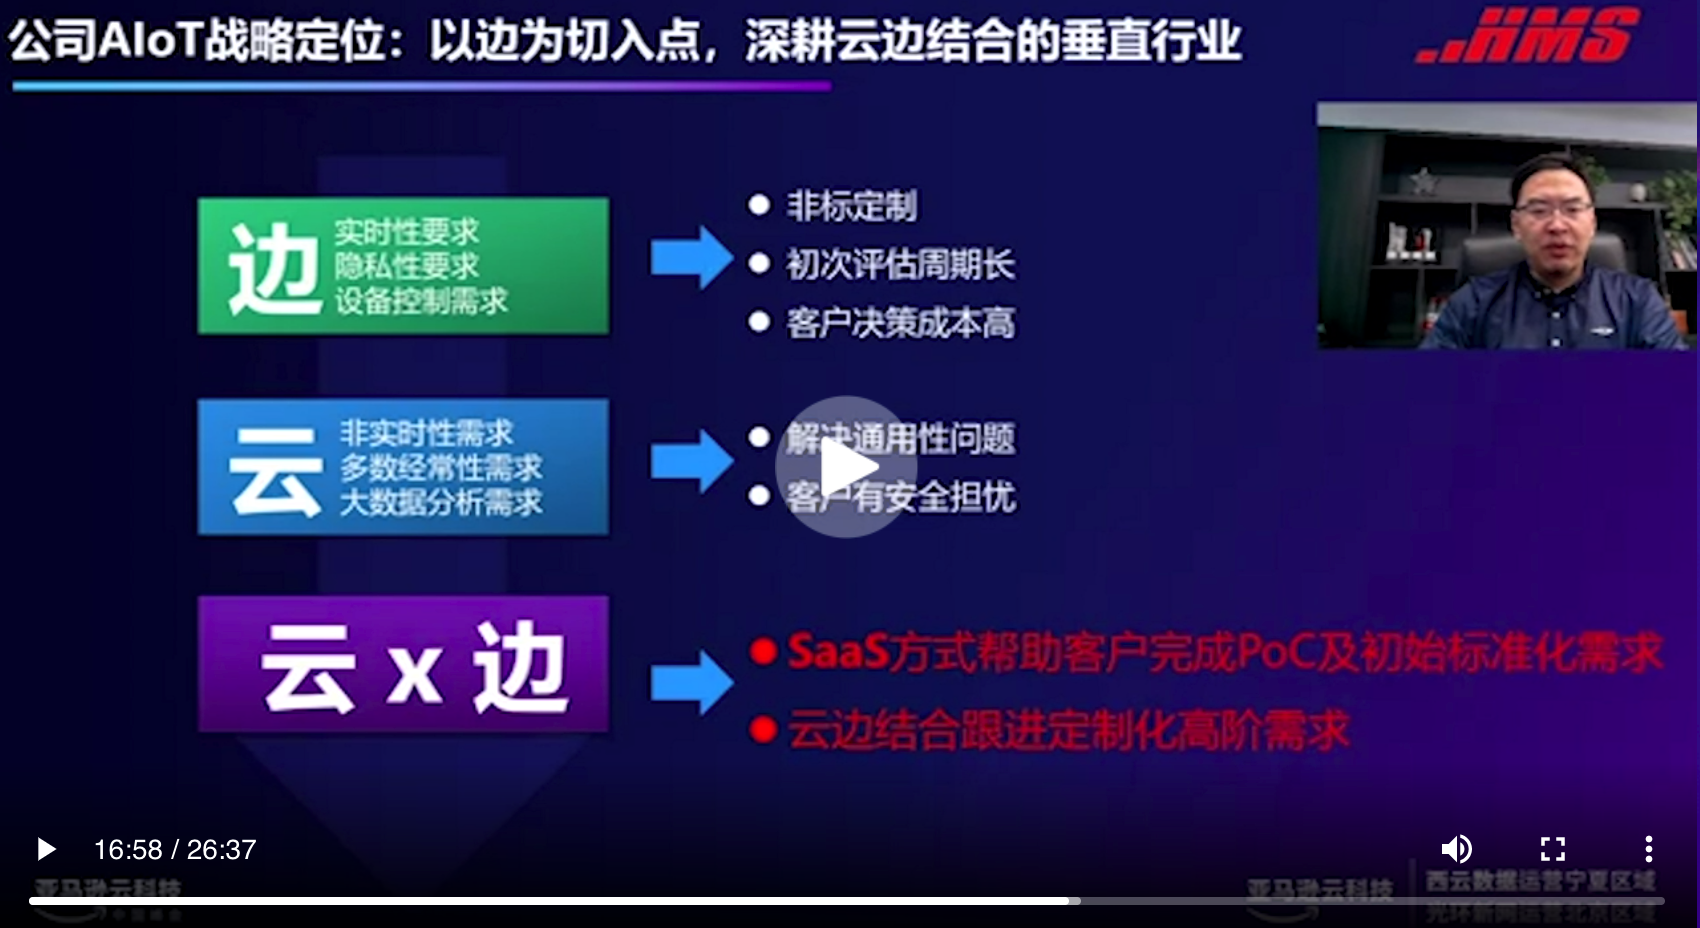 公司AIoT战略定位：以边为切入点，深耕云边结合的垂直行业
HMS
边
实时性要求
隐私性要求
设备控制需求
非标定制
初次评估周期长
客户决策成本高
云
非实时性需求
多数经常性需求
大数据分析需求
解决通用性问题
客户有安全担忧
云 x 边
SaaS方式帮助客户完成PoC及初始标准化需求
云边结合跟进定制化高阶需求
16:58 / 26:37
亚马逊云科技
中国峰会
亚马逊云科技
西云数据运营宁夏区域
光环新网运营北京区域